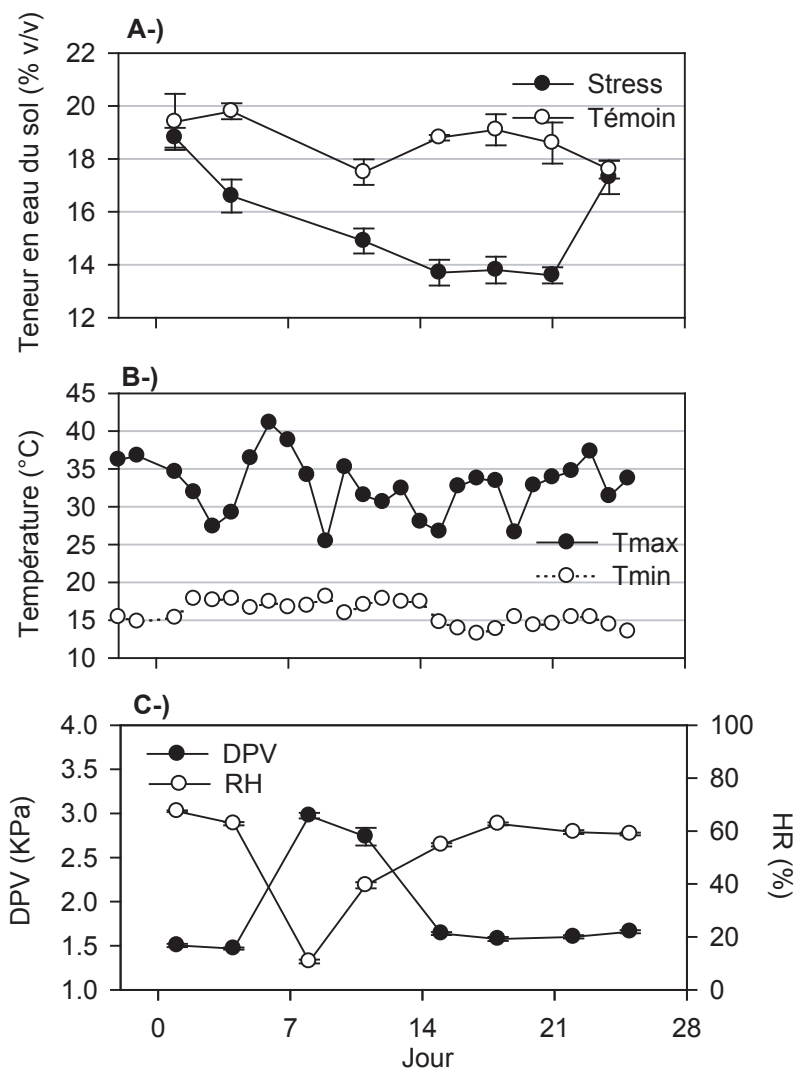 A-)
Teneur en eau du sol (% v/v)
22
20
18
16
14
12
Stress
Témoin
B-)
Température (°C)
45
40
35
30
25
20
15
10
Tmax
Tmin
C-)
DPV (KPa)
4.0
3.5
3.0
2.5
2.0
1.5
1.0
DPV
RH
100
80
60
40
20
0
HR (%)
0 7 14 21 28
Jour